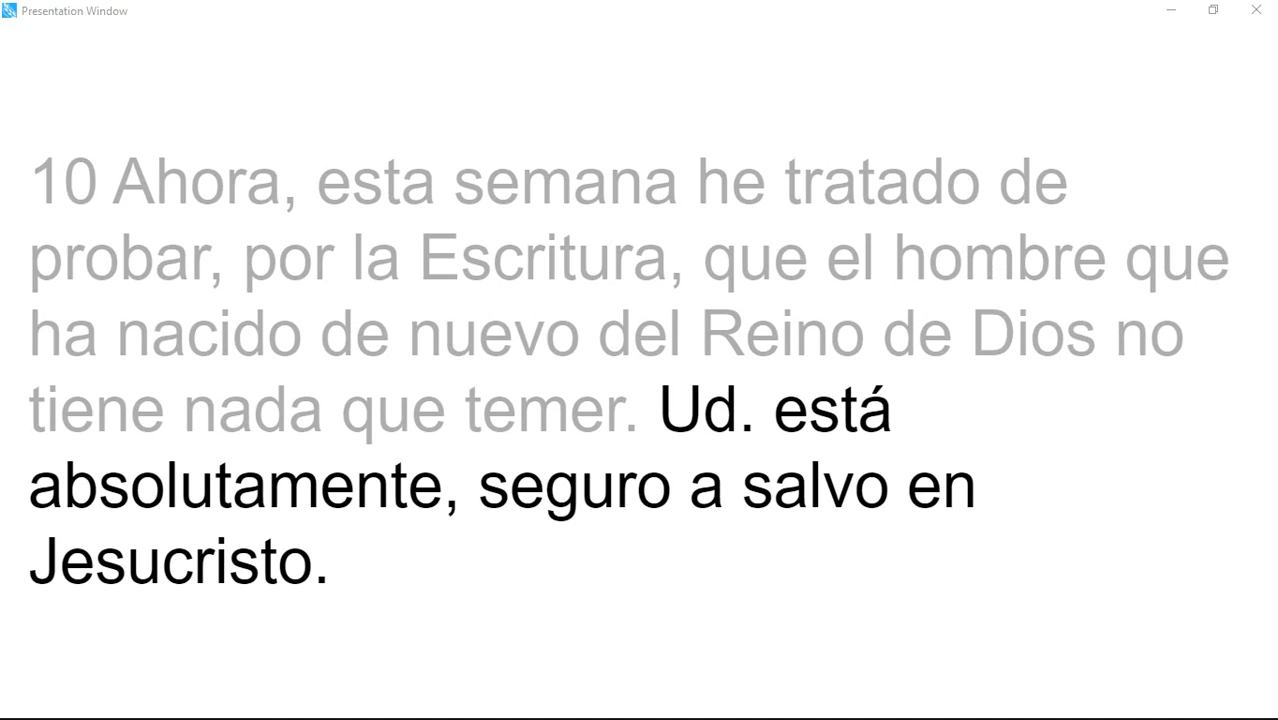 Presentation Window
10 Ahora, esta semana he tratado de
probar, por la Escritura, que el hombre que
ha nacido de nuevo del Reino de Dios no
tiene nada que temer. Ud. está
absolutamente, seguro a salvo en
Jesucristo.